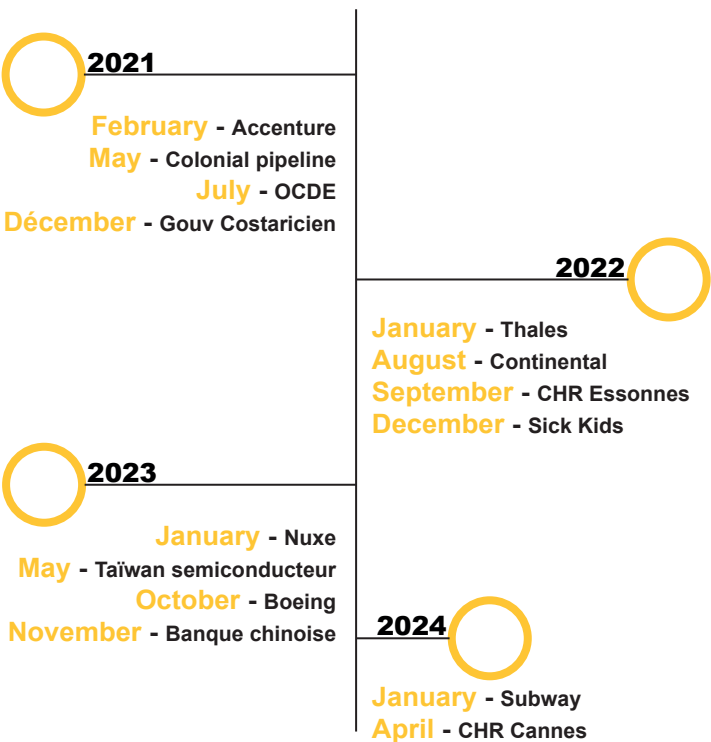 2021
February - Accenture
May - Colonial pipeline
July - OCDE
Décember - Gouv Costaricien
2022
January - Thales
August - Continental
September - CHR Essonnes
December - Sick Kids
2023
January - Nuxe
May - Taïwan semiconducteur
October - Boeing
November - Banque chinoise
2024
January - Subway
April - CHR Cannes